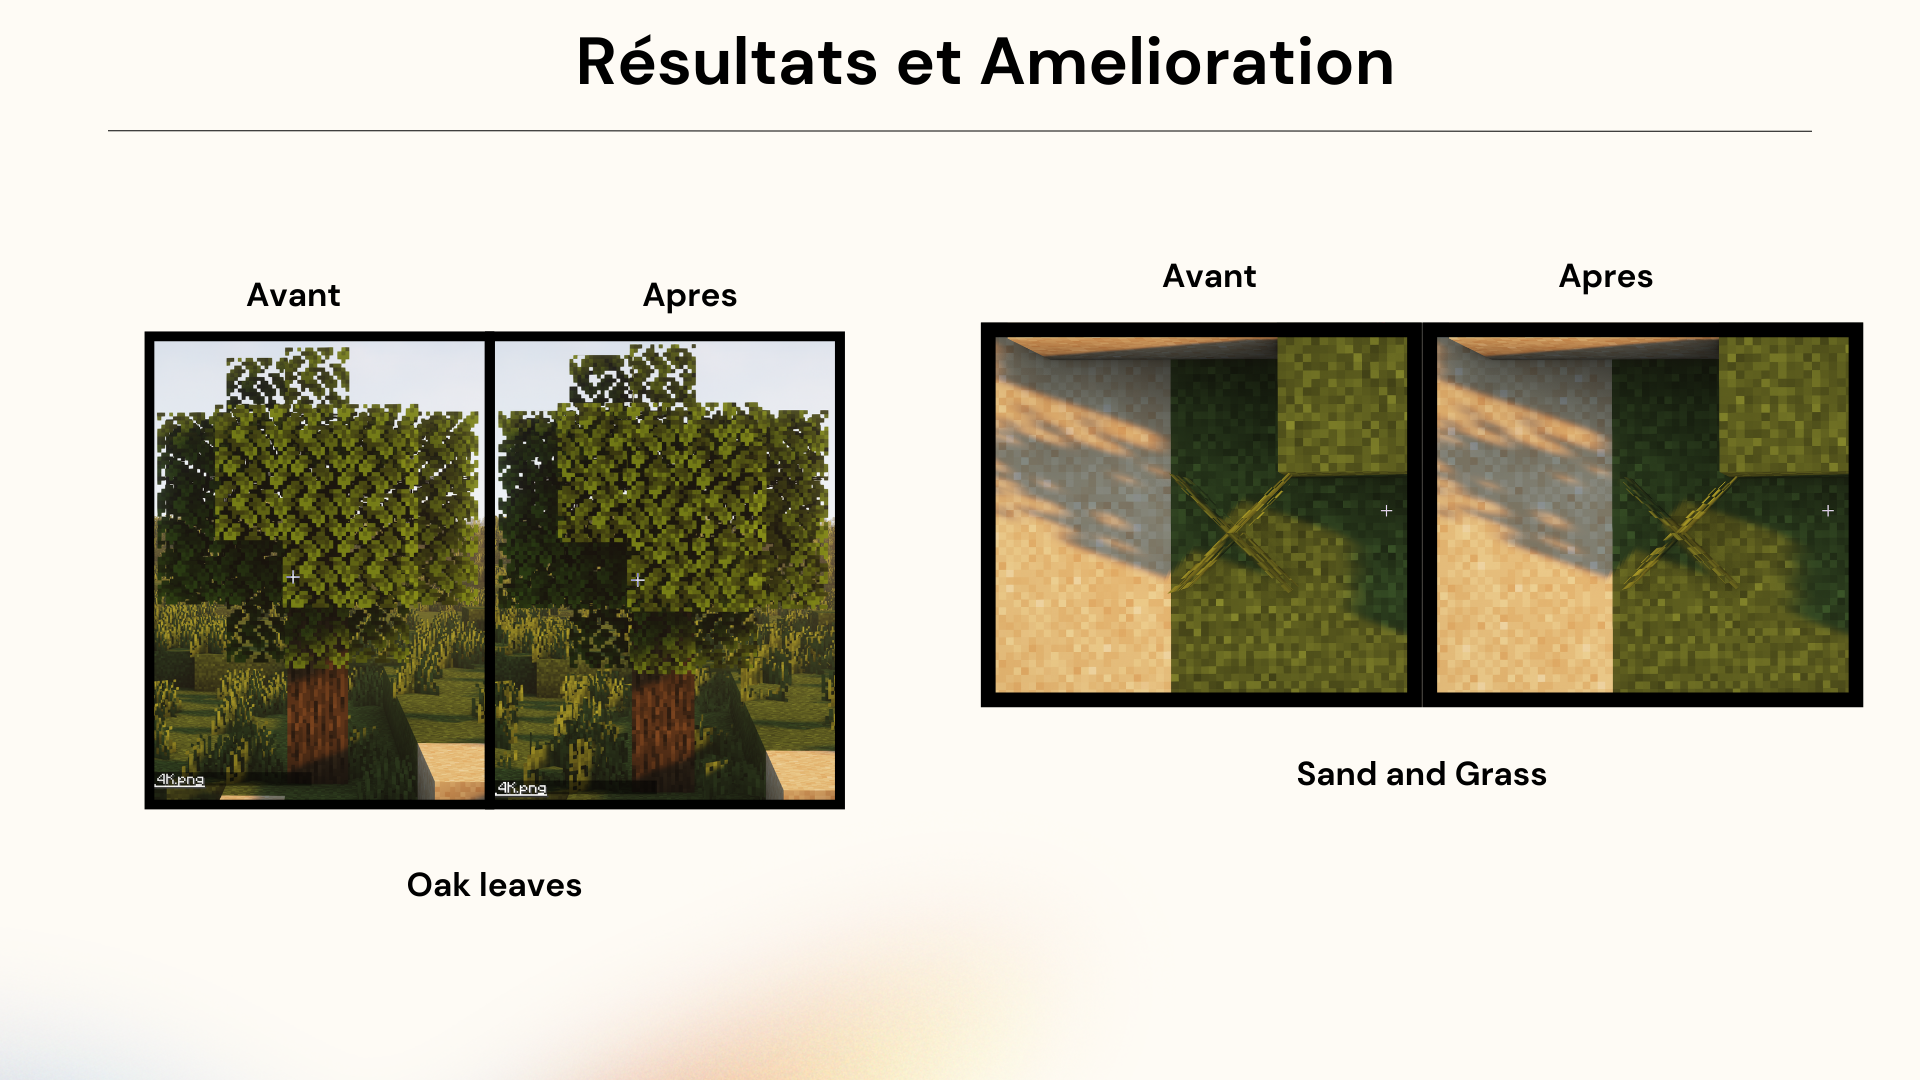 Résultats et Amelioration
Avant
Apres
4K.png
4K.png
Oak leaves
Avant
Apres
Sand and Grass